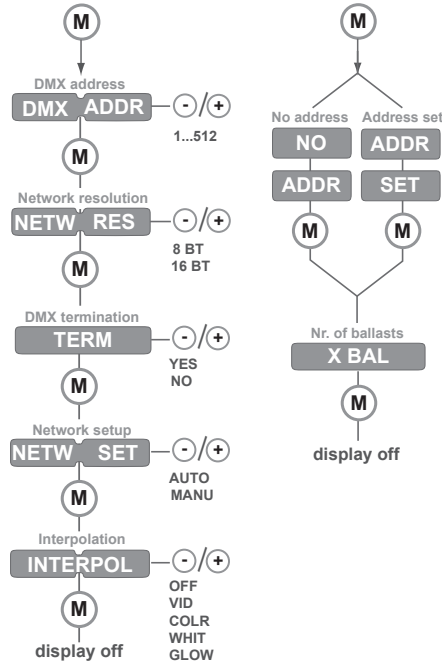 M
DMX address
DMX ADDR
- / +
1...512
M
Network resolution
NETW RES
- / +
8 BT
16 BT
M
DMX termination
TERM
- / +
YES
NO
M
Network setup
NETW SET
- / +
AUTO
MANU
M
Interpolation
INTERPOL
- / +
OFF
VID
COLR
WHIT
GLOW
M
display off
M
No address
NO
ADDR
M
Address set
ADDR
SET
M
Nr. of ballasts
X BAL
M
display off